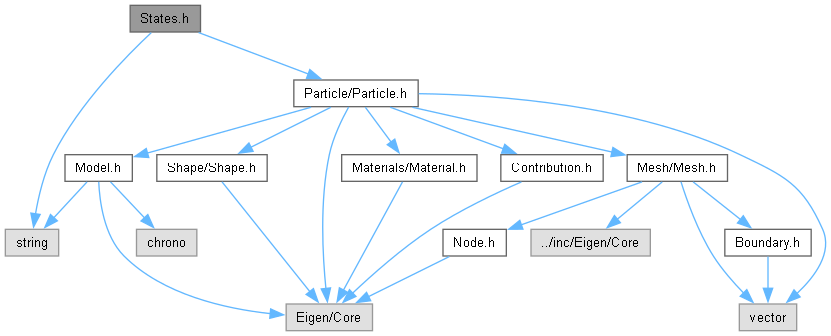 States.h
Particle/Particle.h
Model.h
Shape/Shape.h
Materials/Material.h
Contribution.h
Mesh/Mesh.h
string
chrono
Node.h
../inc/Eigen/Core
Boundary.h
Eigen/Core
vector